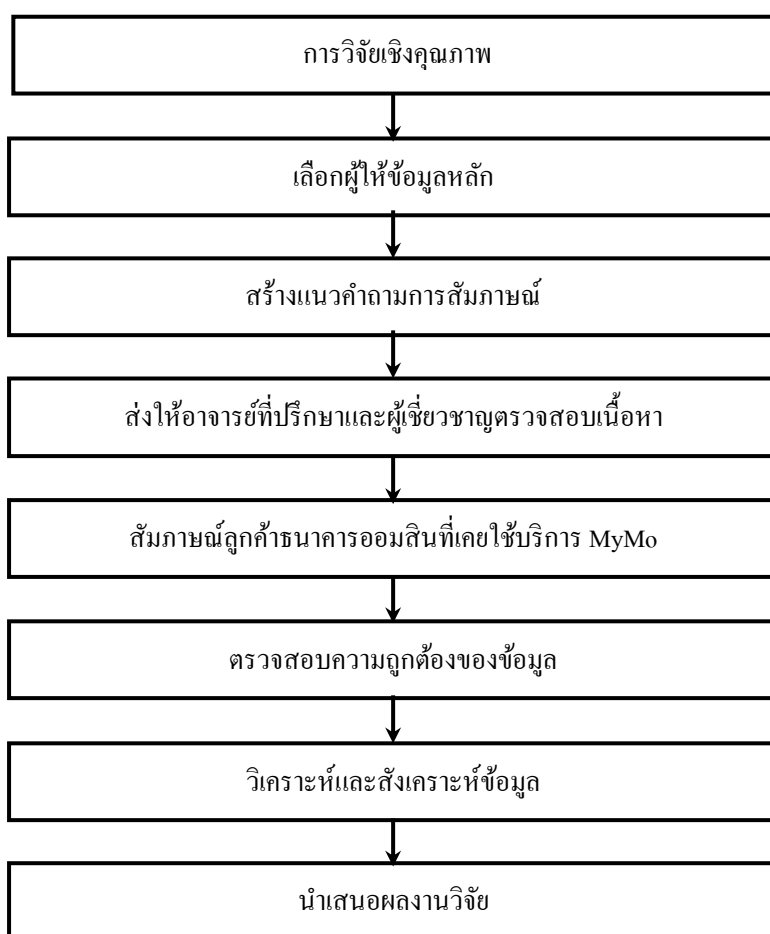 การวิจัยเชิงคุณภาพ
เลือกผู้ให้ข้อมูลหลัก
สร้างแนวคำถามการสัมภาษณ์
ส่งให้อาจารย์ที่ปรึกษาและผู้เชี่ยวชาญตรวจสอบเนื้อหา
สัมภาษณ์ลูกค้าธนาคารออมสินที่เคยใช้บริการ MyMo
ตรวจสอบความถูกต้องของข้อมูล
วิเคราะห์และสังเคราะห์ข้อมูล
นำเสนอผลงานวิจัย